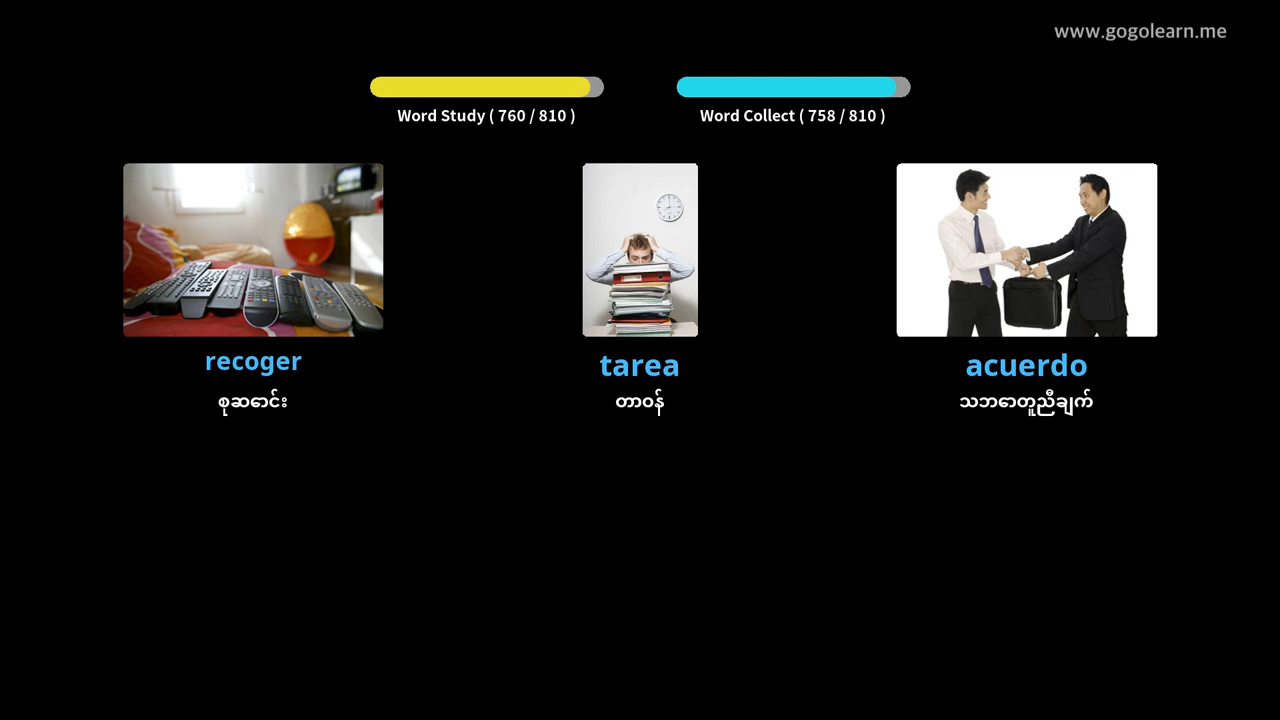 www.gogolearn.me
Word Study ( 760 / 810 )
Word Collect ( 758 / 810 )
recoger
tarea
acuerdo
စုဆောင်း
တာဝန်
သဘောတူညီချက်